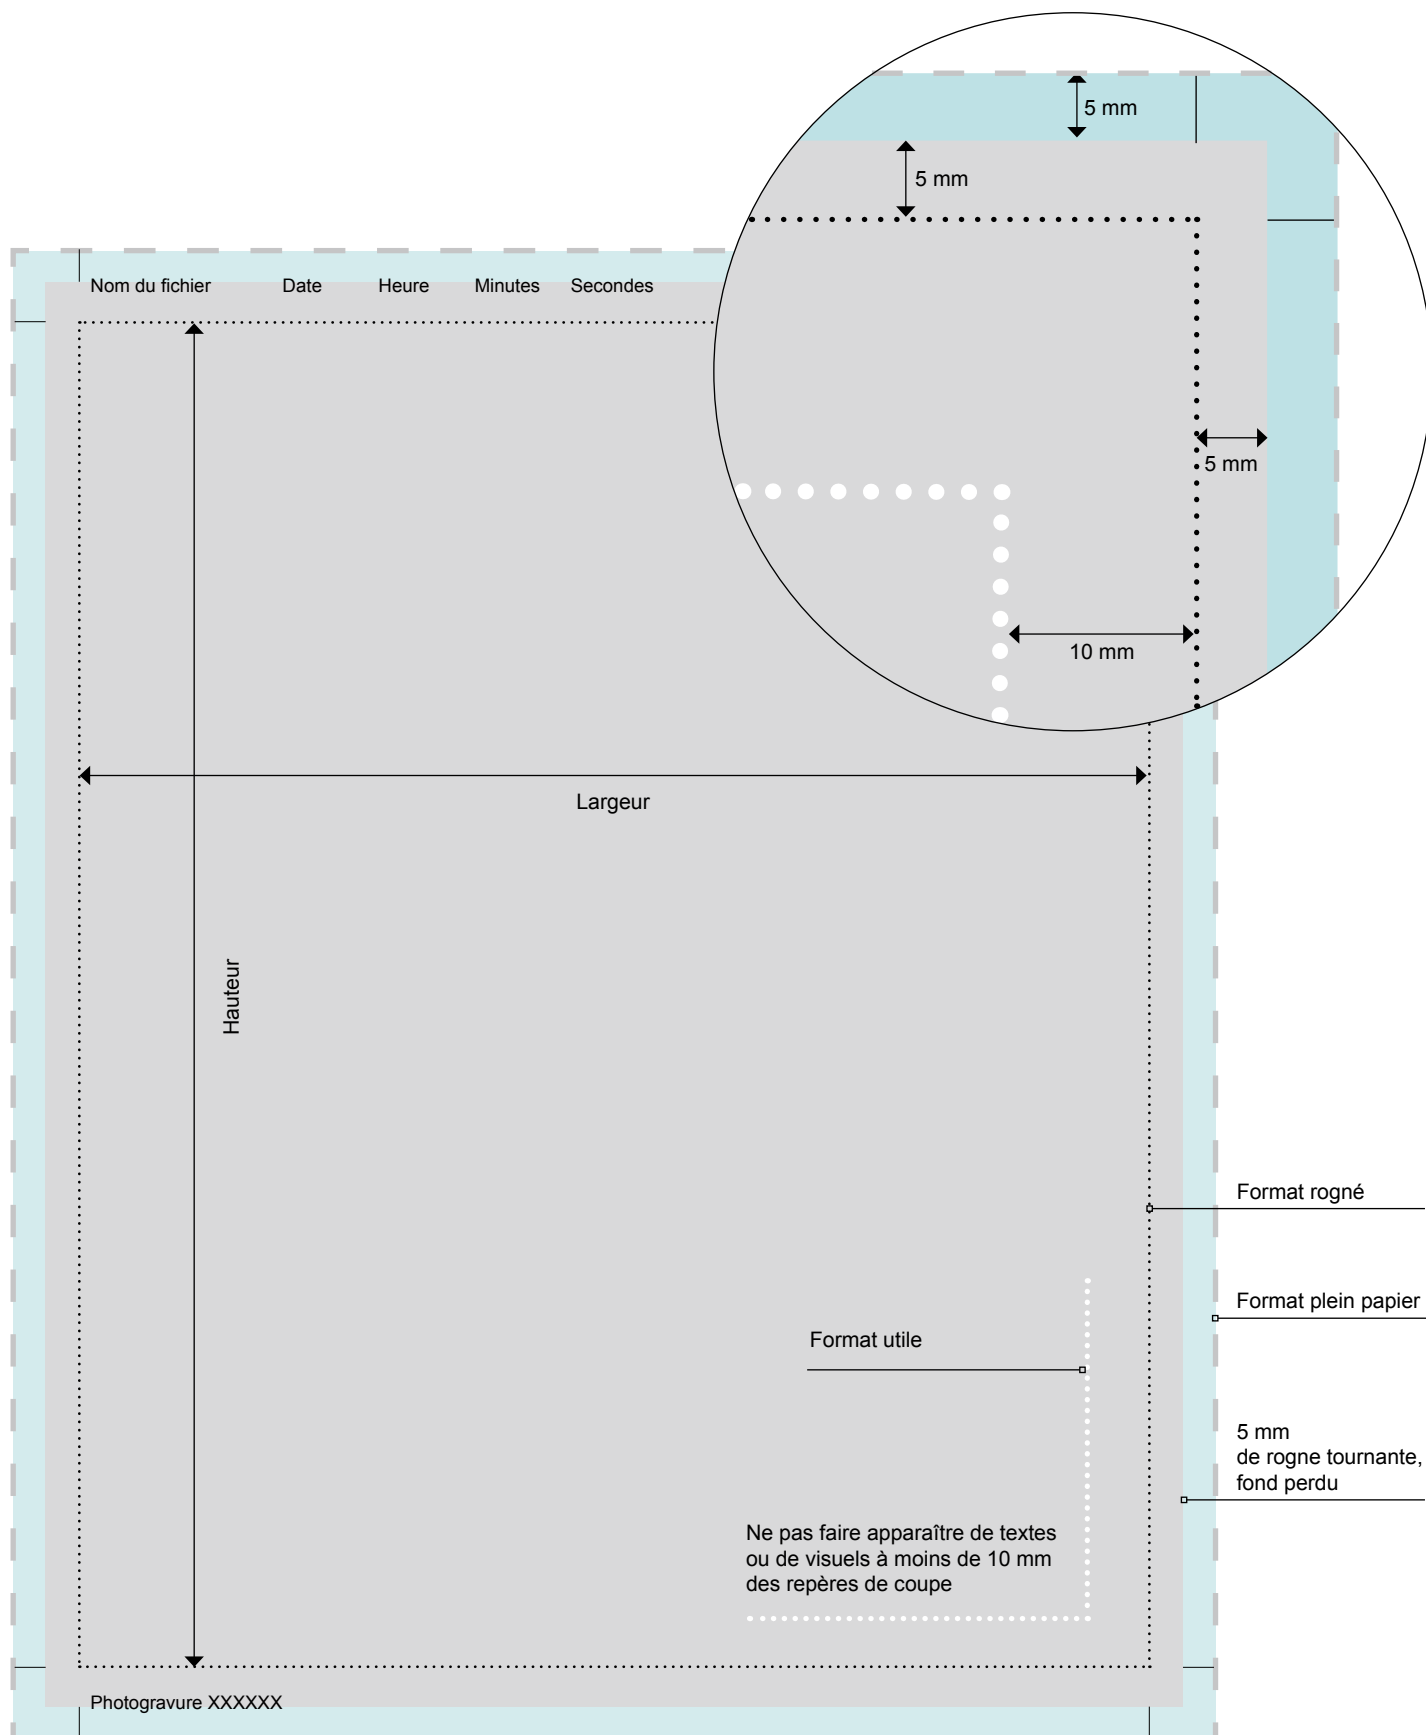 5 mm
5 mm
Nom du fichier Date Heure Minutes Secondes
5 mm
10 mm
Largeur
Hauteur
Format rogné
Format plein papier
Format utile
5 mm
de rogne tournante,
fond perdu
Ne pas faire apparaître de textes
ou de visuels à moins de 10 mm
des repères de coupe
Photogravure XXXXXX